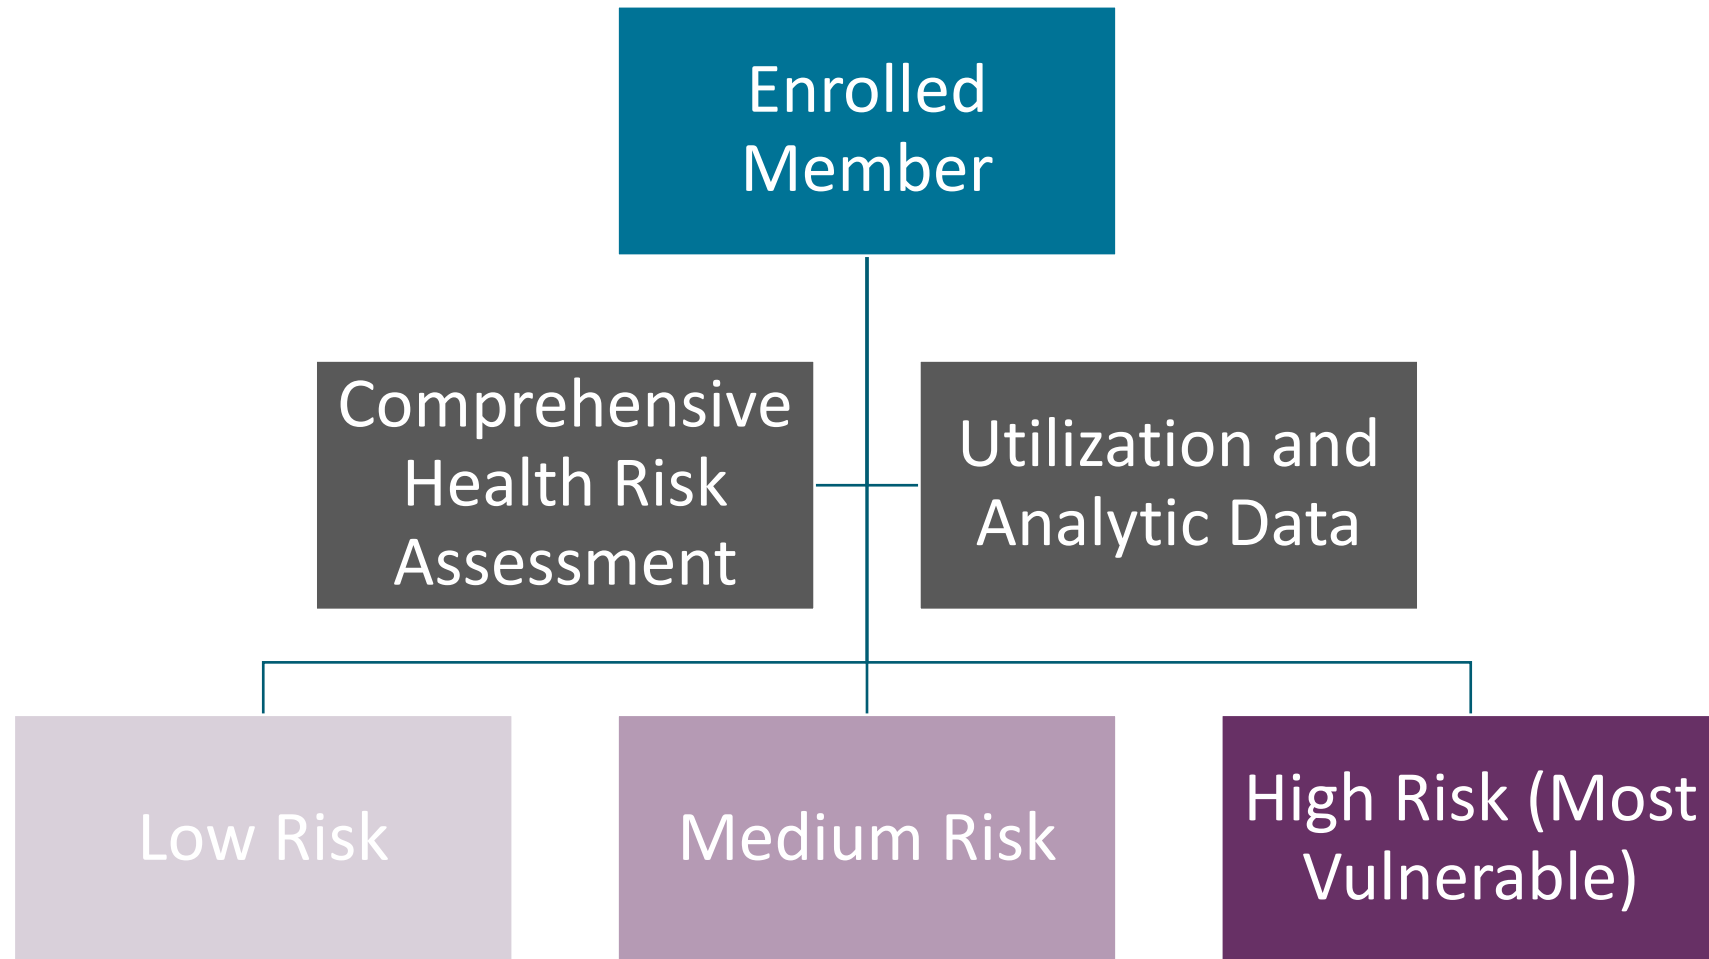 Enrolled
Member
Comprehensive
Health Risk
Assessment
Utilization and
Analytic Data
Low Risk
Medium Risk
High Risk (Most
Vulnerable)